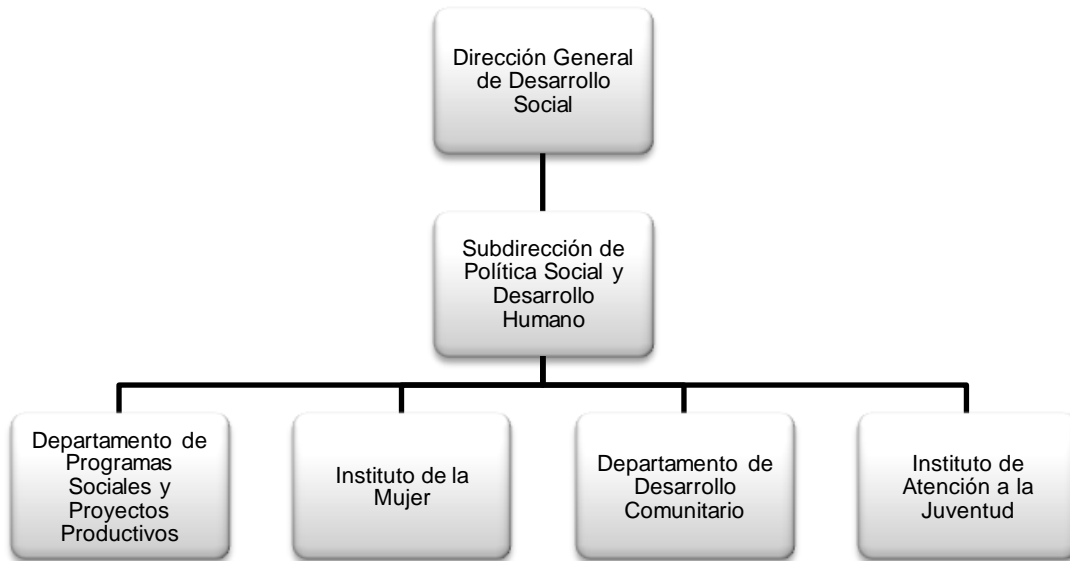 Dirección General
de Desarrollo
Social
Subdirección de
Política Social y
Desarrollo
Humano
Departamento de
Programas
Sociales y
Proyectos
Productivos
Instituto de la
Mujer
Departamento de
Desarrollo
Comunitario
Instituto de
Atención a la
Juventud